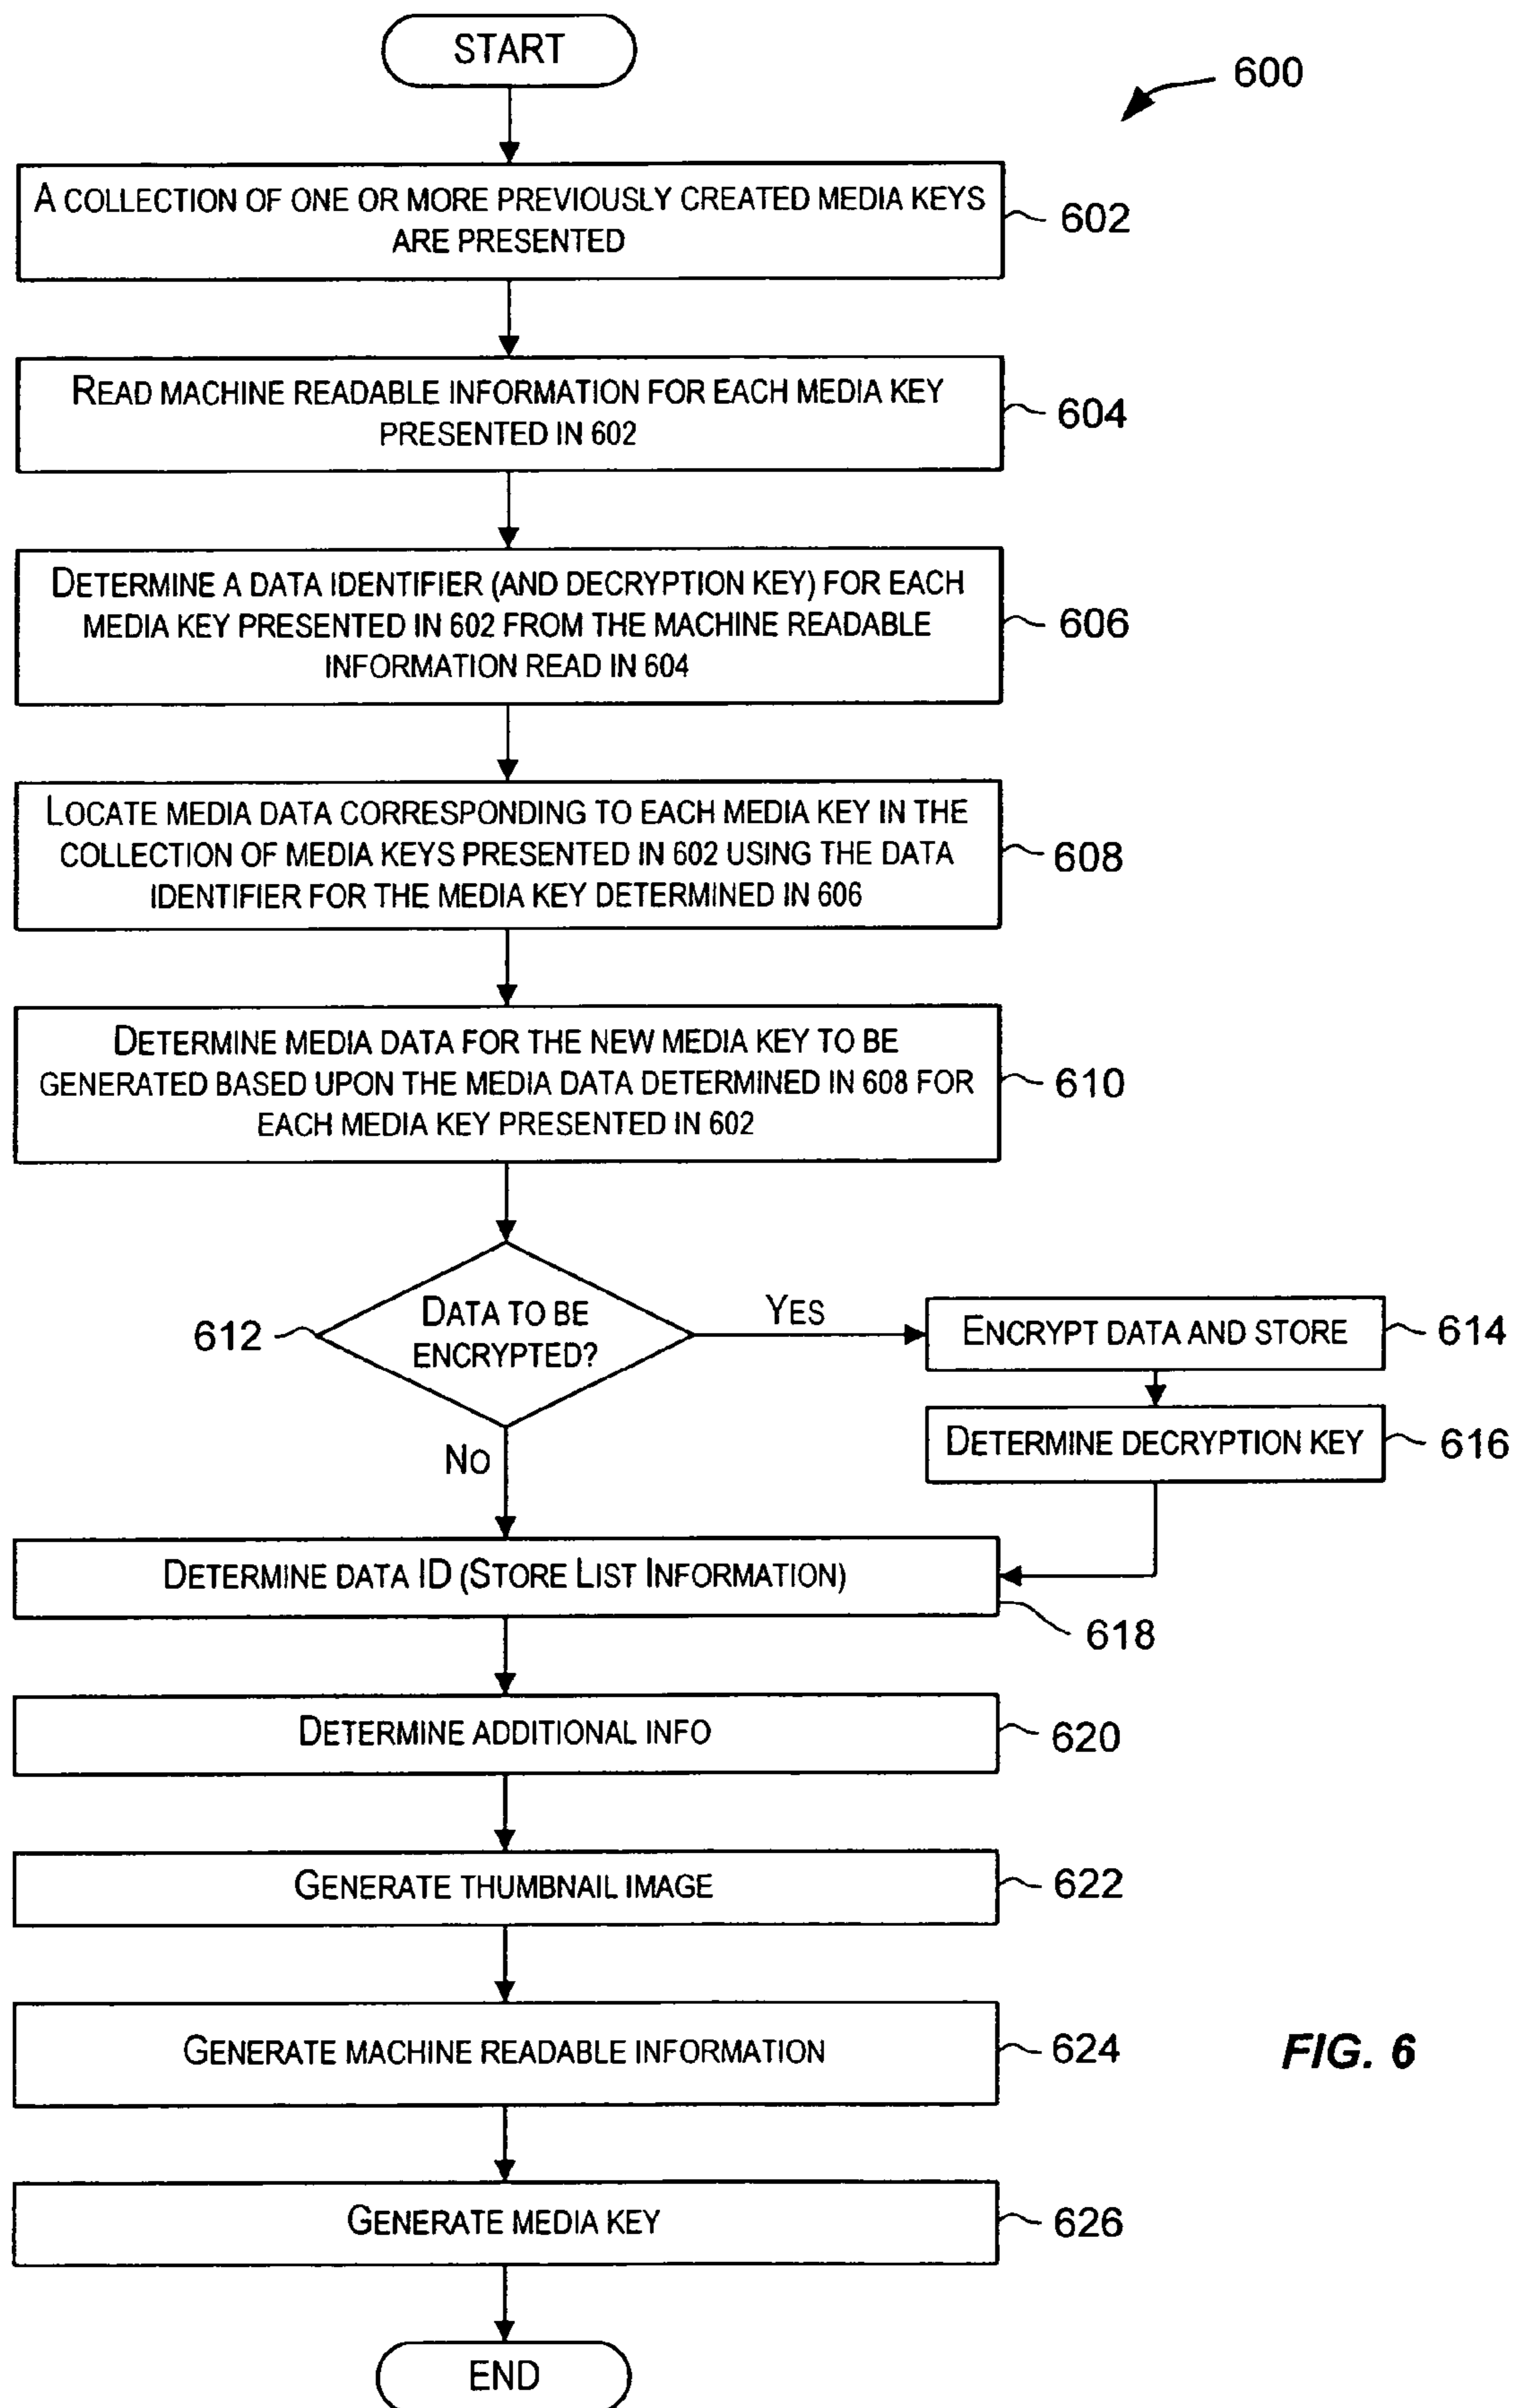 START
600
A COLLECTION OF ONE OR MORE PREVIOUSLY CREATED MEDIA KEYS
ARE PRESENTED
602
READ MACHINE READABLE INFORMATION FOR EACH MEDIA KEY
PRESENTED IN 602
604
DETERMINE A DATA IDENTIFIER (AND DECRYPTION KEY) FOR EACH
MEDIA KEY PRESENTED IN 602 FROM THE MACHINE READABLE
INFORMATION READ IN 604
606
LOCATE MEDIA DATA CORRESPONDING TO EACH MEDIA KEY IN THE
COLLECTION OF MEDIA KEYS PRESENTED IN 602 USING THE DATA
IDENTIFIER FOR THE MEDIA KEY DETERMINED IN 606
608
DETERMINE MEDIA DATA FOR THE NEW MEDIA KEY TO BE
GENERATED BASED UPON THE MEDIA DATA DETERMINED IN 608 FOR
EACH MEDIA KEY PRESENTED IN 602
610
612
DATA TO BE
ENCRYPTED?
YES
ENCRYPT DATA AND STORE
614
DETERMINE DECRYPTION KEY
616
NO
DETERMINE DATA ID (STORE LIST INFORMATION)
618
DETERMINE ADDITIONAL INFO
620
GENERATE THUMBNAIL IMAGE
622
GENERATE MACHINE READABLE INFORMATION
624
FIG. 6
GENERATE MEDIA KEY
626
END